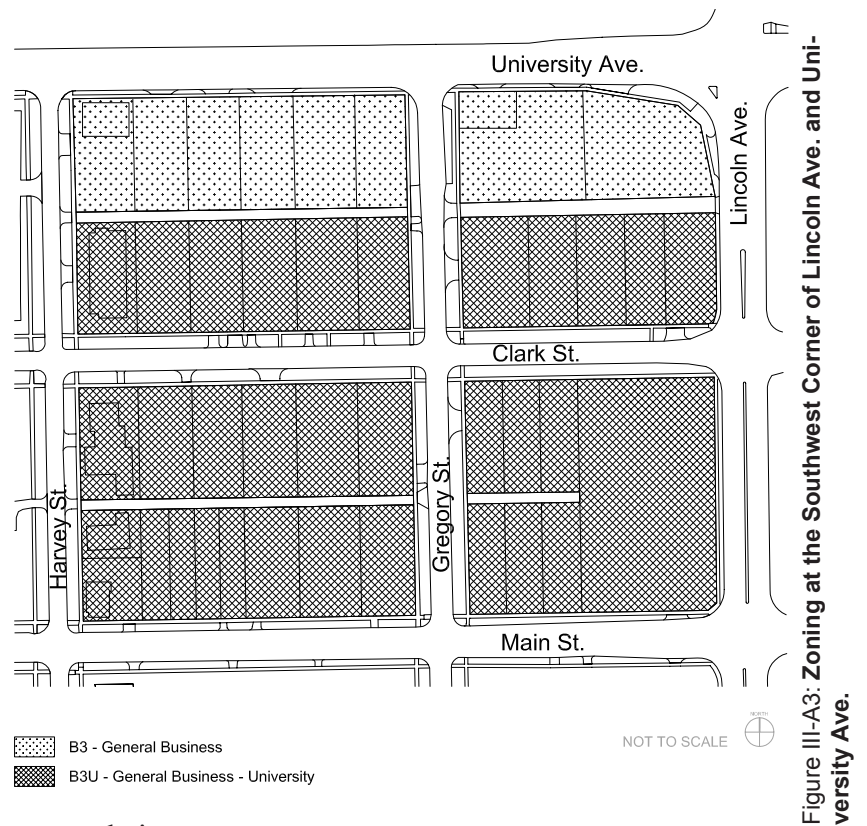 University Ave.
Lincoln Ave.
Clark St.
Harvey St.
Gregory St.
Main St.
NORTH
NOT TO SCALE
B3 - General Business
B3U - General Business - University
Figure III-A3: Zoning at the Southwest Corner of Lincoln Ave. and Uni-
versity Ave.